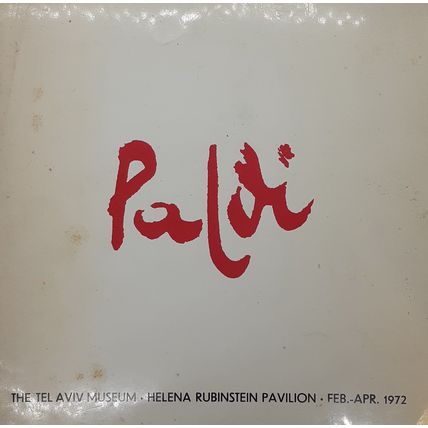 Paldi
THE TEL AVIV MUSEUM · HELENA RUBINSTEIN PAVILION · FEB.-APR. 1972